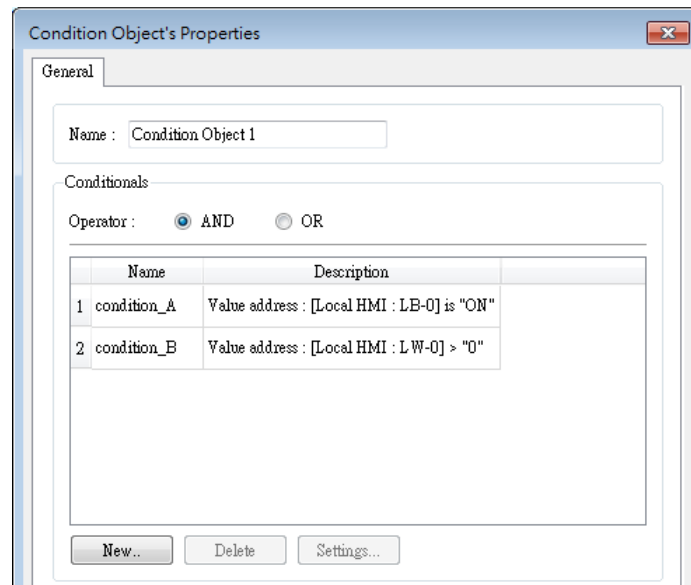 Condition Object's Properties
General
Name : Condition Object 1
Conditionals
Operator : AND OR
Name Description
1 condition_A Value address : [Local HMI : LB-0] is "ON"
2 condition_B Value address : [Local HMI : LW-0] > "0"
New.. Delete Settings...